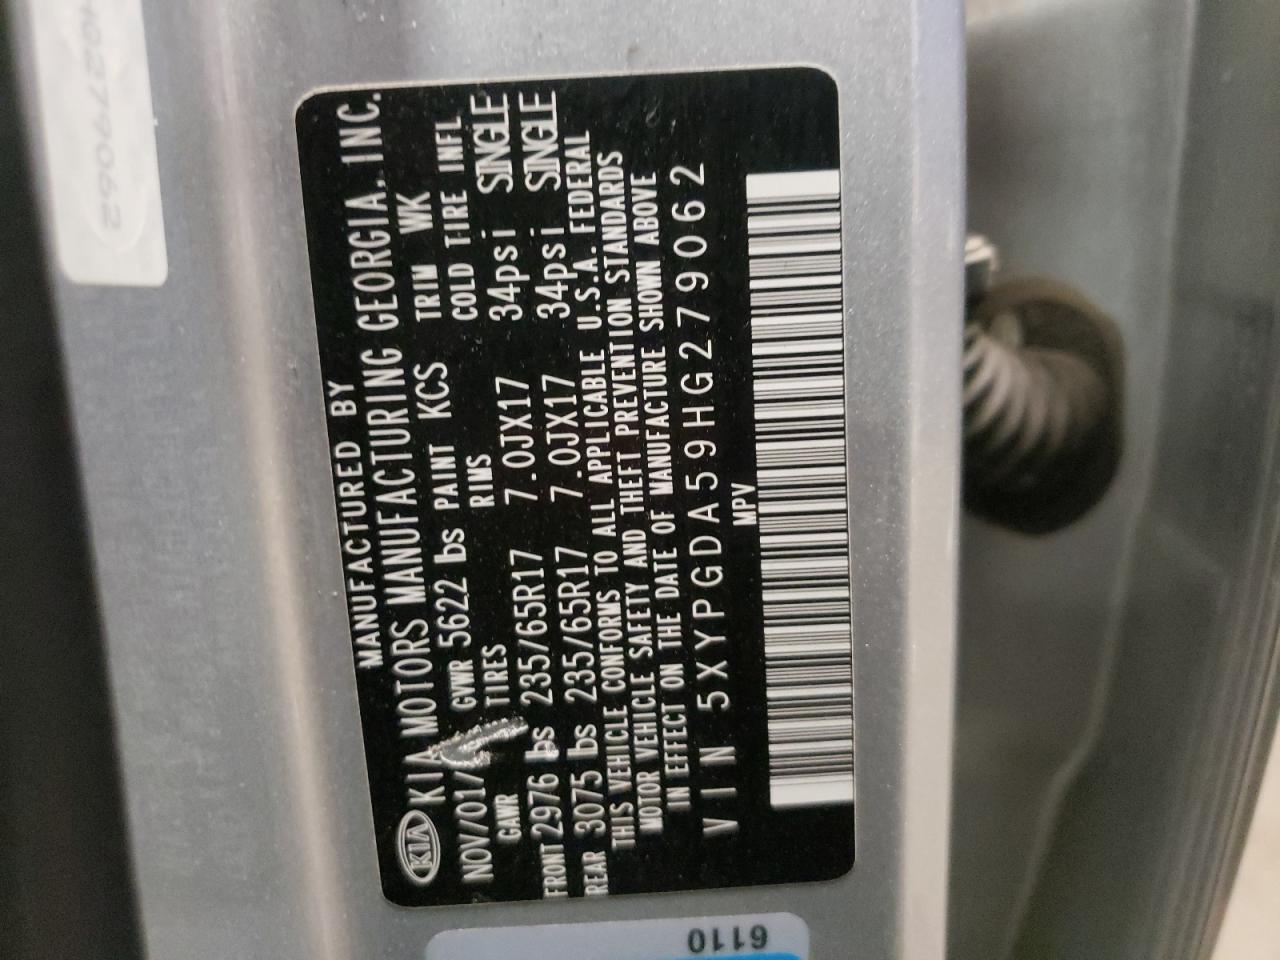 MANUFACTURED BY
KIA KIA MOTORS MANUFACTURING GEORGIA, INC.
NOV/01/ GVWR 5622 lbs PAINT KCS TRIM WK
GAWR TIRES RIMS COLD TIRE INFL
FRONT 2976 lbs 235/65R17 7.0JX17 34psi SINGLE
REAR 3075 lbs 235/65R17 7.0JX17 34psi SINGLE
THIS VEHICLE CONFORMS TO ALL APPLICABLE U.S.A. FEDERAL
MOTOR VEHICLE SAFETY AND THEFT PREVENTION STANDARDS
IN EFFECT ON THE DATE OF MANUFACTURE SHOWN ABOVE
VIN 5XYPGDA59HG279062
MPV
6110